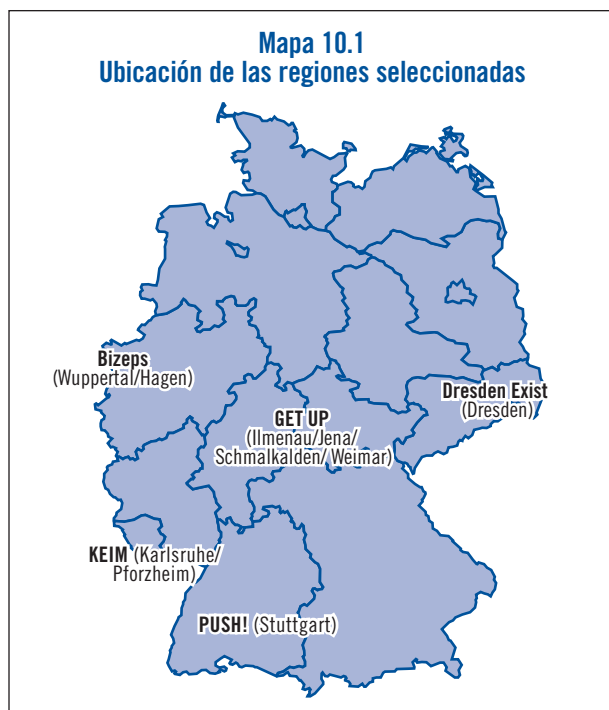 Mapa 10.1
Ubicación de las regiones seleccionadas
Bizeps
(Wuppertal/Hagen)
Dresden Exist
(Dresden)
GET UP
(Ilmenau/Jena/
Schmalkalden/ Weimar)
KEIM (Karlsruhe/
Pforzheim)
PUSH! (Stuttgart)